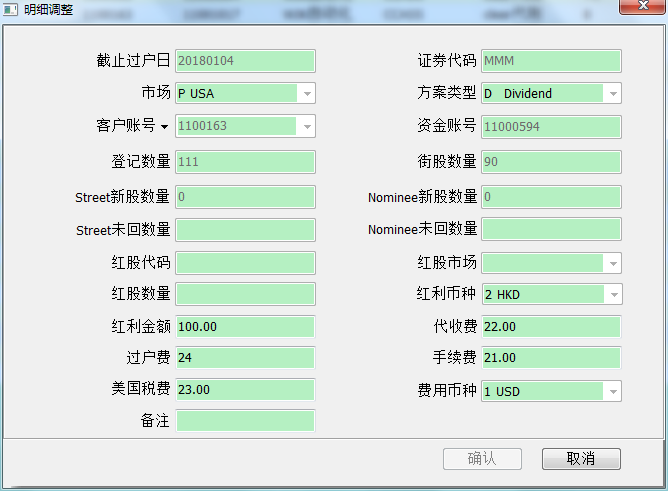 明细调整
截止过户日 20180104 证券代码 MMM
市场 P USA 方案类型 D Dividend
客户账号 1100163 资金账号 11000594
登记数量 111 街股数量 90
Street新股数量 0 Nominee新股数量 0
Street未回数量 Nominee未回数量
红股代码 红股市场
红股数量 红利币种 2 HKD
红利金额 100.00 代收费 22.00
过户费 24 手续费 21.00
美国税费 23.00 费用币种 1 USD
备注
确认 取消